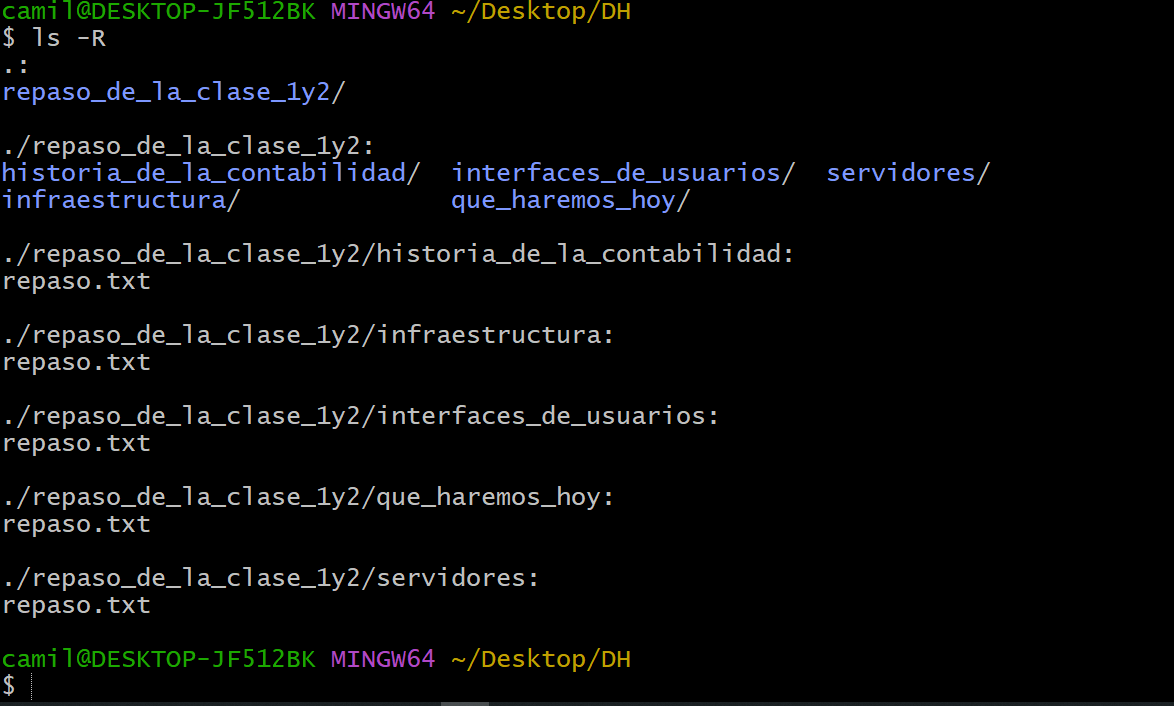 camil@DESKTOP-JF512BK MINGW64 ~/Desktop/DH
$ ls -R
.:
repaso_de_la_clase_1y2/

./repaso_de_la_clase_1y2:
historia_de_la_contabilidad/  interfaces_de_usuarios/  servidores/
infraestructura/              que_haremos_hoy/

./repaso_de_la_clase_1y2/historia_de_la_contabilidad:
repaso.txt

./repaso_de_la_clase_1y2/infraestructura:
repaso.txt

./repaso_de_la_clase_1y2/interfaces_de_usuarios:
repaso.txt

./repaso_de_la_clase_1y2/que_haremos_hoy:
repaso.txt

./repaso_de_la_clase_1y2/servidores:
repaso.txt

camil@DESKTOP-JF512BK MINGW64 ~/Desktop/DH
$